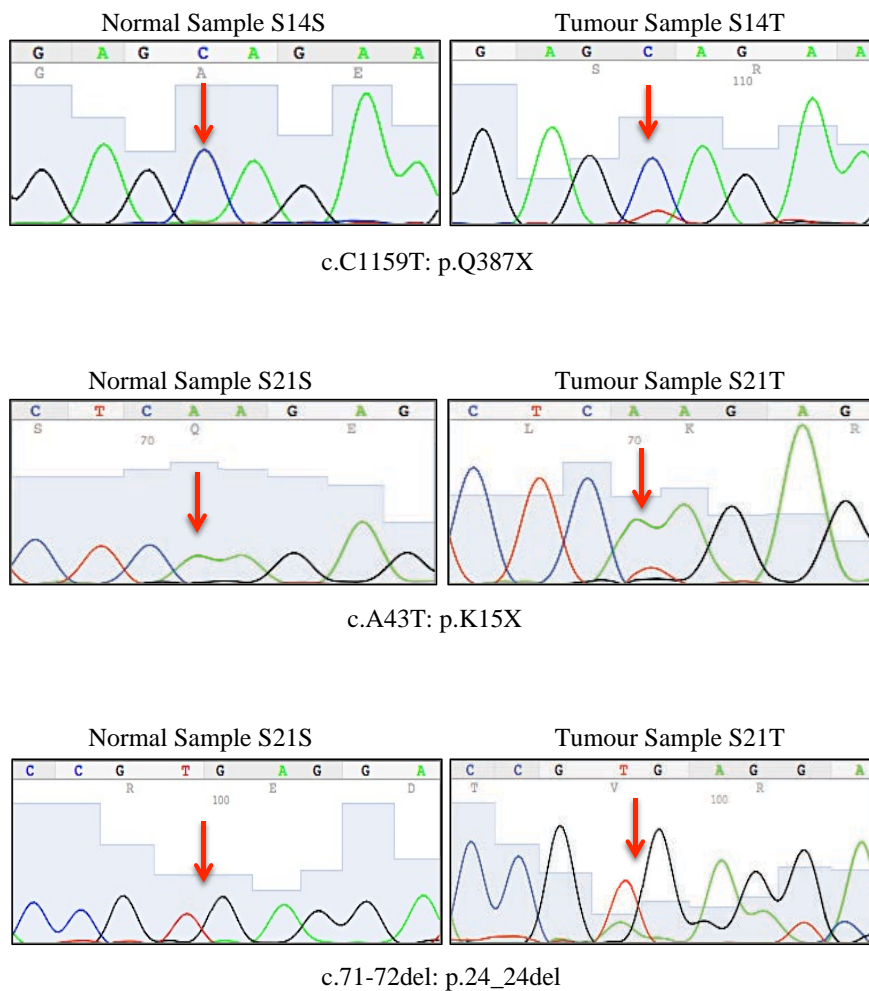 Normal Sample S14S Tumour Sample S14T
G A G C A G A A G A G C A G A A
G A E S R
110
c.C1159T: p.Q387X
Normal Sample S21S Tumour Sample S21T
C T C A A G A G C T C A A G A G
S Q E L K R
70 70
c.A43T: p.K15X
Normal Sample S21S Tumour Sample S21T
C C G T G A G G A C C G T G A G G A
R E D T V R
100 100
c.71-72del: p.24_24del